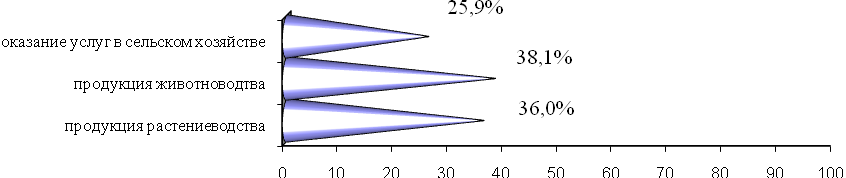 25,9%
оказание услуг в сельском хозяйстве
38,1%
продукция животноводтва
36,0%
продукция растениеводства
0 10 20 30 40 50 60 70 80 90 100